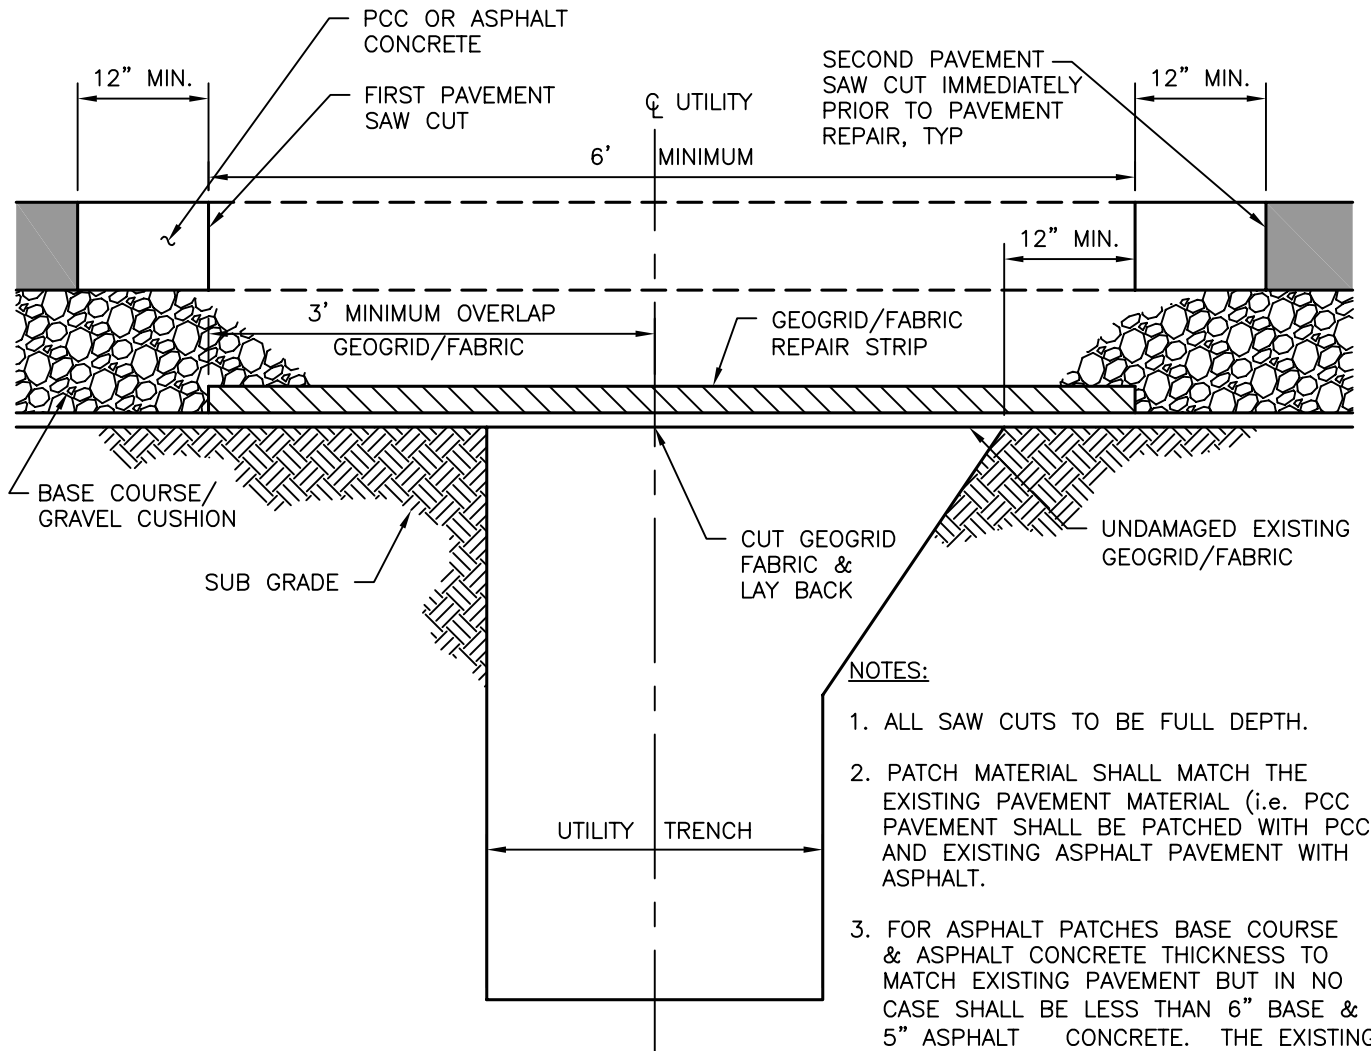 PCC OR ASPHALT
CONCRETE
12” MIN.
FIRST PAVEMENT
SAW CUT
℄ UTILITY
SECOND PAVEMENT
SAW CUT IMMEDIATELY
PRIOR TO PAVEMENT
REPAIR, TYP
12” MIN.
6’ MINIMUM
12” MIN.
3’ MINIMUM OVERLAP
GEOGRID/FABRIC
GEOGRID/FABRIC
REPAIR STRIP
BASE COURSE/
GRAVEL CUSHION
SUB GRADE
CUT GEOGRID
FABRIC &
LAY BACK
UNDAMAGED EXISTING
GEOGRID/FABRIC
UTILITY TRENCH
NOTES:
1. ALL SAW CUTS TO BE FULL DEPTH.
2. PATCH MATERIAL SHALL MATCH THE
EXISTING PAVEMENT MATERIAL (i.e. PCC
PAVEMENT SHALL BE PATCHED WITH PCC
AND EXISTING ASPHALT PAVEMENT WITH
ASPHALT.
3. FOR ASPHALT PATCHES BASE COURSE
& ASPHALT CONCRETE THICKNESS TO
MATCH EXISTING PAVEMENT BUT IN NO
CASE SHALL BE LESS THAN 6” BASE &
5” ASPHALT CONCRETE. THE EXISTING